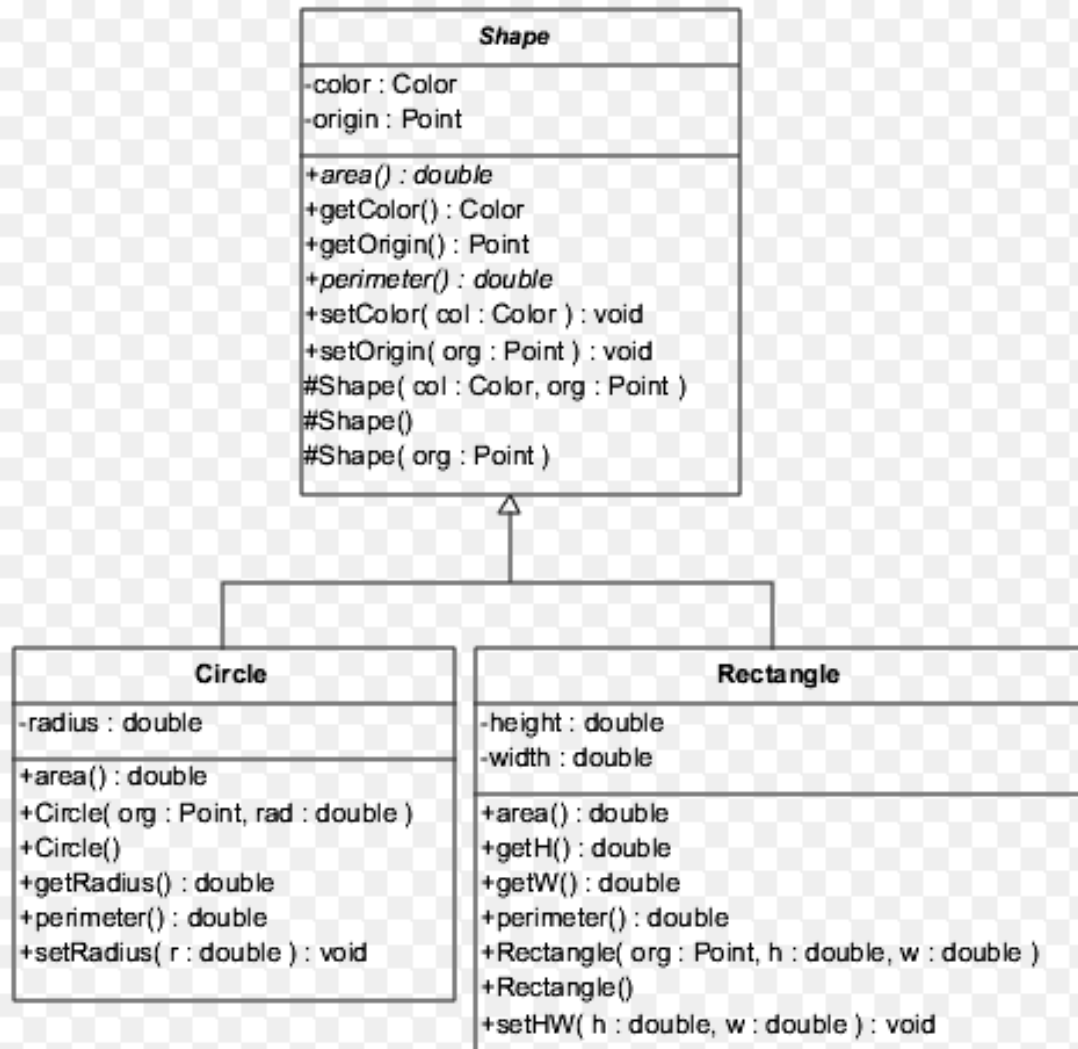 Shape
-color : Color
-origin : Point
+area() : double
+getColor() : Color
+getOrigin() : Point
+perimeter() : double
+setColor( col : Color ) : void
+setOrigin( org : Point ) : void
#Shape( col : Color, org : Point )
#Shape()
#Shape( org : Point )
Circle
-radius : double
+area() : double
+Circle( org : Point, rad : double )
+Circle()
+getRadius() : double
+perimeter() : double
+setRadius( r : double ) : void
Rectangle
-height : double
-width : double
+area() : double
+getH() : double
+getW() : double
+perimeter() : double
+Rectangle( org : Point, h : double, w : double )
+Rectangle()
+setHW( h : double, w : double ) : void